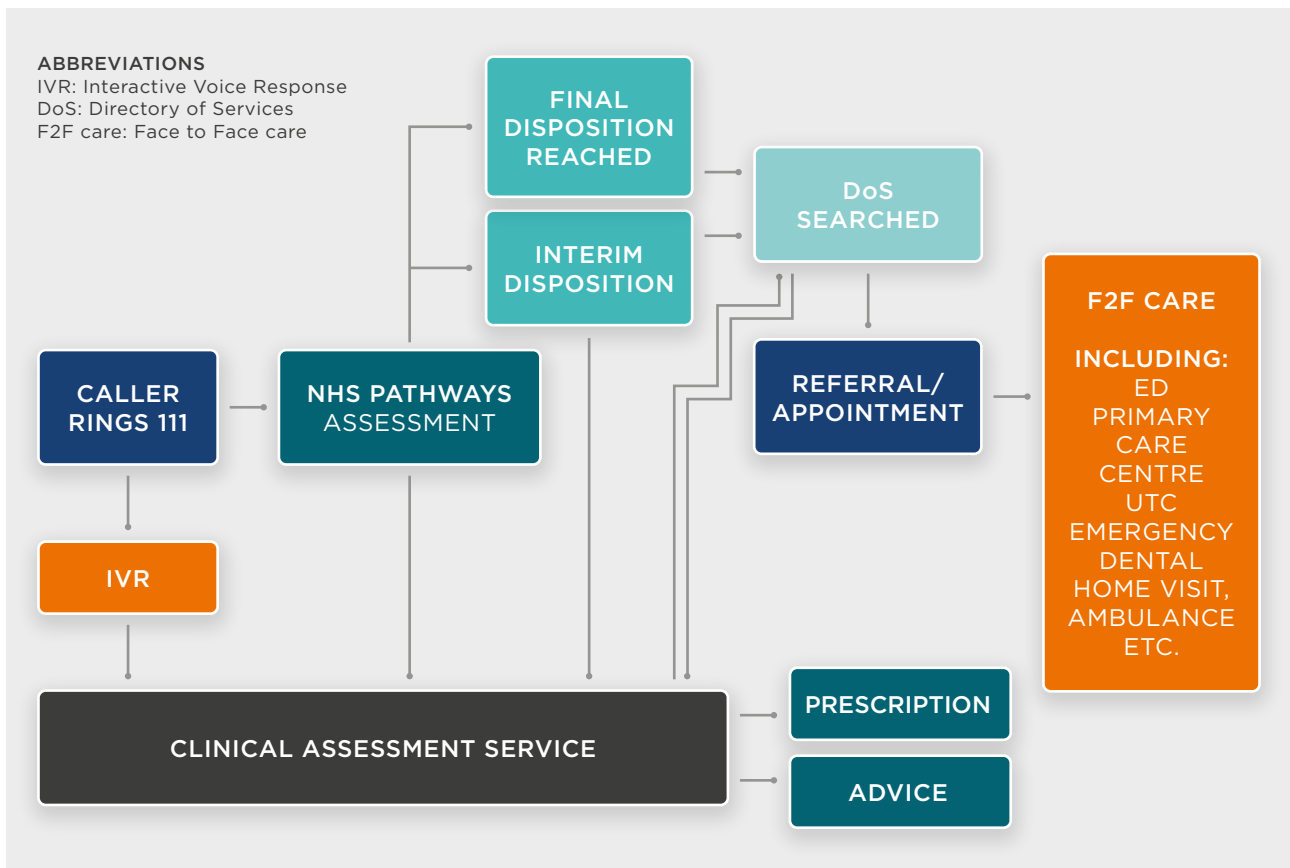 ABBREVIATIONS
IVR: Interactive Voice Response
DoS: Directory of Services
F2F care: Face to Face care
FINAL
DISPOSITION
REACHED
INTERIM
DISPOSITION
DoS
SEARCHED
CALLER
RINGS 111
NHS PATHWAYS
ASSESSMENT
REFERRAL/
APPOINTMENT
F2F CARE
INCLUDING:
ED
PRIMARY
CARE
CENTRE
UTC
EMERGENCY
DENTAL
HOME VISIT,
AMBULANCE
ETC.
IVR
CLINICAL ASSESSMENT SERVICE
PRESCRIPTION
ADVICE